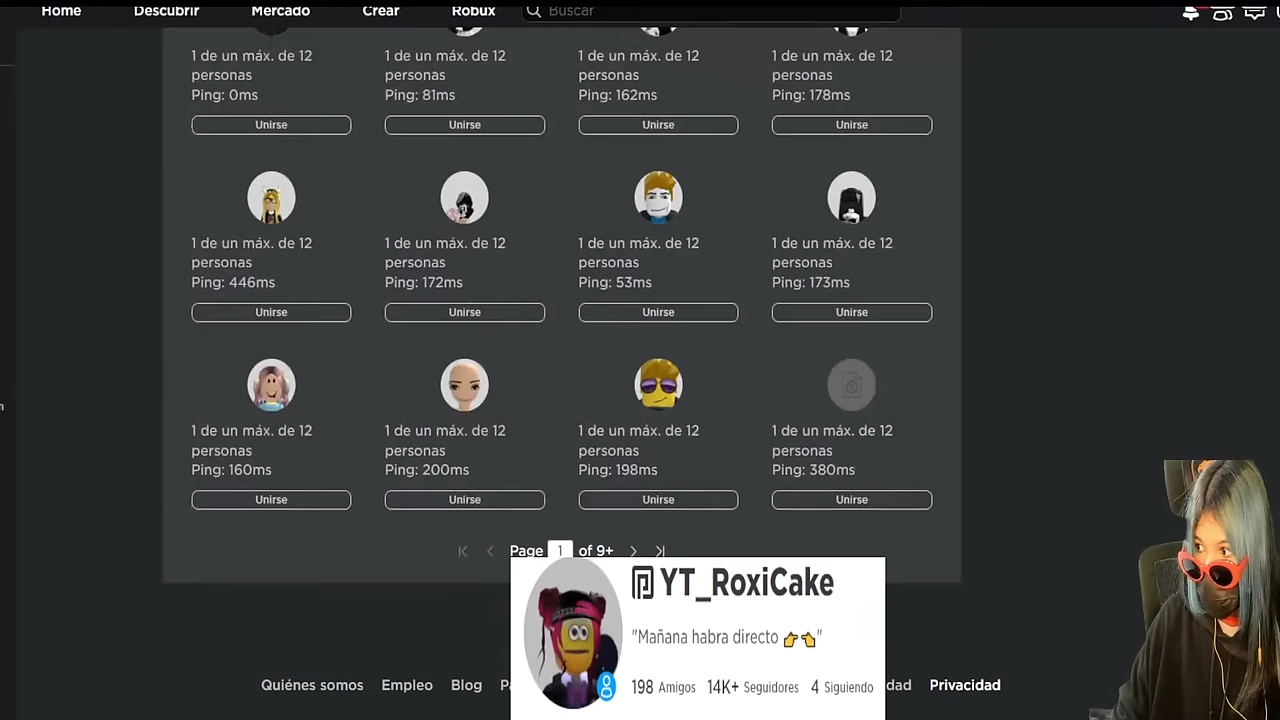 Home Descubrir Mercado Crear Robux Buscar
1 de un máx. de 12 personas Ping: 0ms Unirse
1 de un máx. de 12 personas Ping: 81ms Unirse
1 de un máx. de 12 personas Ping: 162ms Unirse
1 de un máx. de 12 personas Ping: 178ms Unirse
1 de un máx. de 12 personas Ping: 446ms Unirse
1 de un máx. de 12 personas Ping: 172ms Unirse
1 de un máx. de 12 personas Ping: 53ms Unirse
1 de un máx. de 12 personas Ping: 173ms Unirse
1 de un máx. de 12 personas Ping: 160ms Unirse
1 de un máx. de 12 personas Ping: 200ms Unirse
1 de un máx. de 12 personas Ping: 198ms Unirse
1 de un máx. de 12 personas Ping: 380ms Unirse
Page 1 of 9+
YT_RoxiCake
"Mañana habra directo 👉👈"
198 Amigos 14K+ Seguidores 4 Siguiendo
Quiénes somos Empleo Blog Privacidad